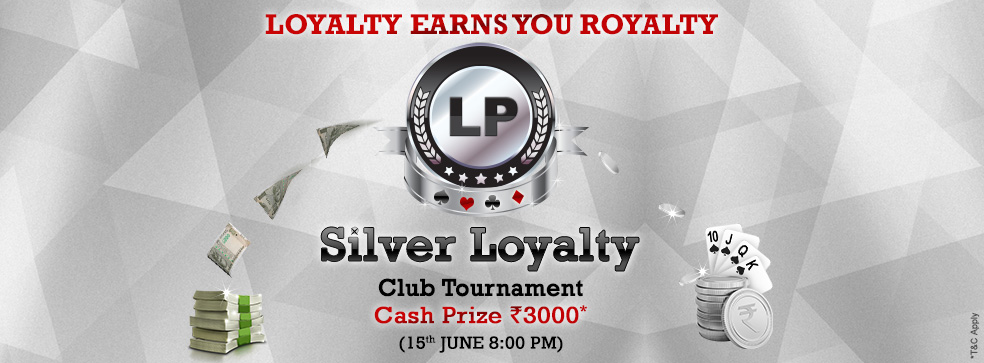 LOYALTY EARNS YOU ROYALTY
LP
Silver Loyalty
Club Tournament
Cash Prize ₹3000*
(15th JUNE 8:00 PM)
10
J
Q
K
₹
*T&C Apply